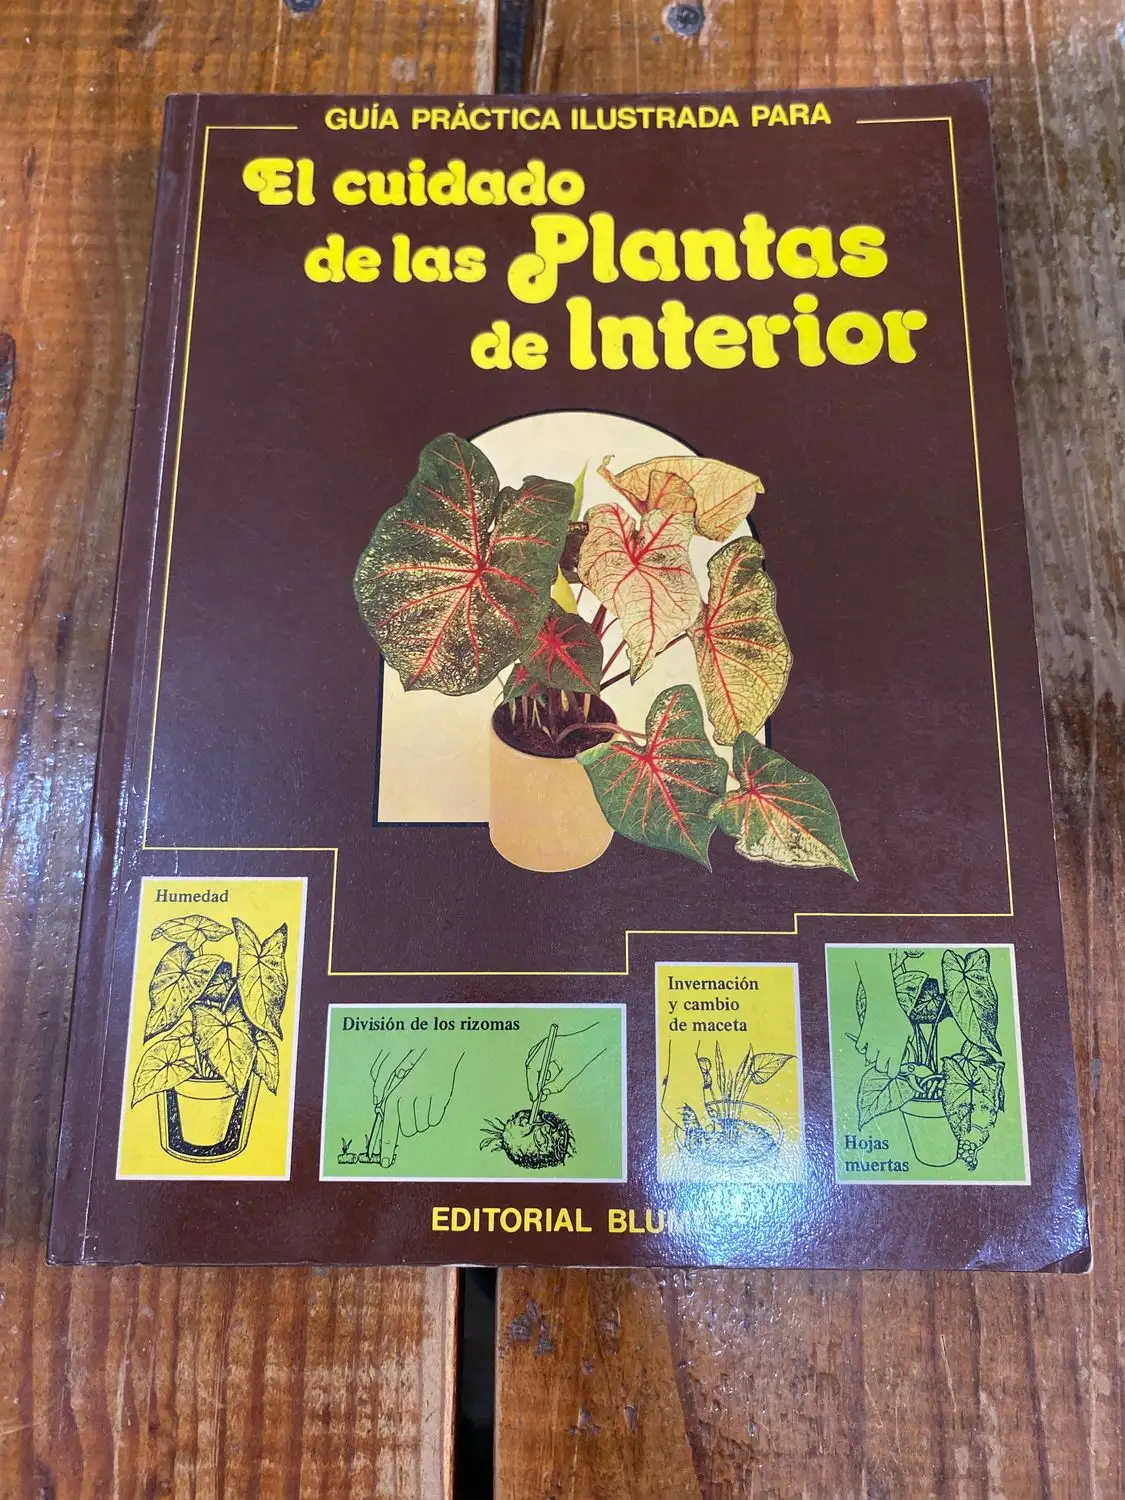 GUÍA PRÁCTICA ILUSTRADA PARA
El cuidado
de las Plantas
de Interior
Humedad
División de los rizomas
Invernación
y cambio
de maceta
Hojas
muertas
EDITORIAL